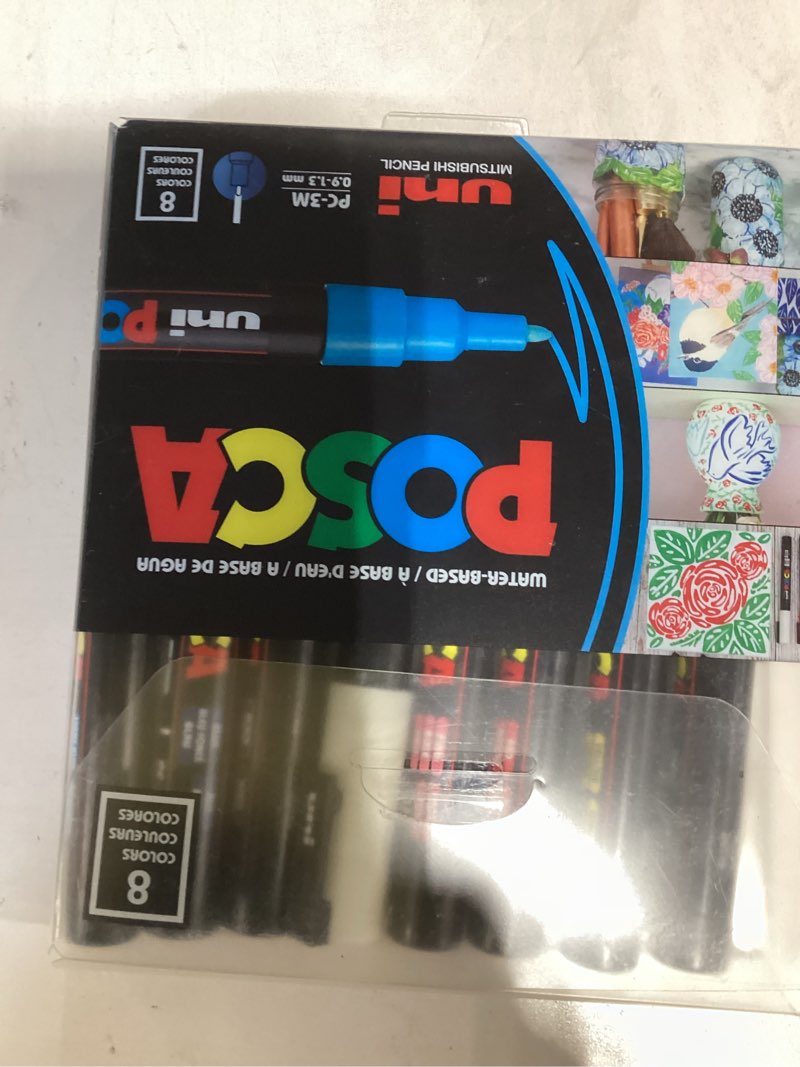 8
COLORS
COULEURS
COLORES
WATER-BASED / À BASE D'EAU / A BASE DE AGUA
POSCA
uni PO
uni
MITSUBISHI PENCIL
PC-3M
0.9-1.3 mm
8
COLORS
COULEURS
COLORES